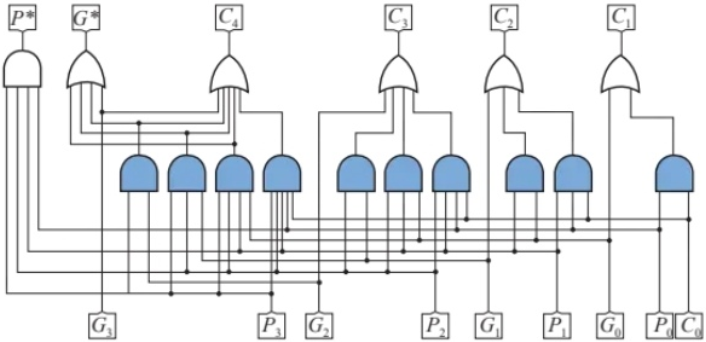 P* G* C₄ C₃ C₂ C₁
G₃ P₃ G₂ P₂ G₁ P₁ G₀ P₀ C₀